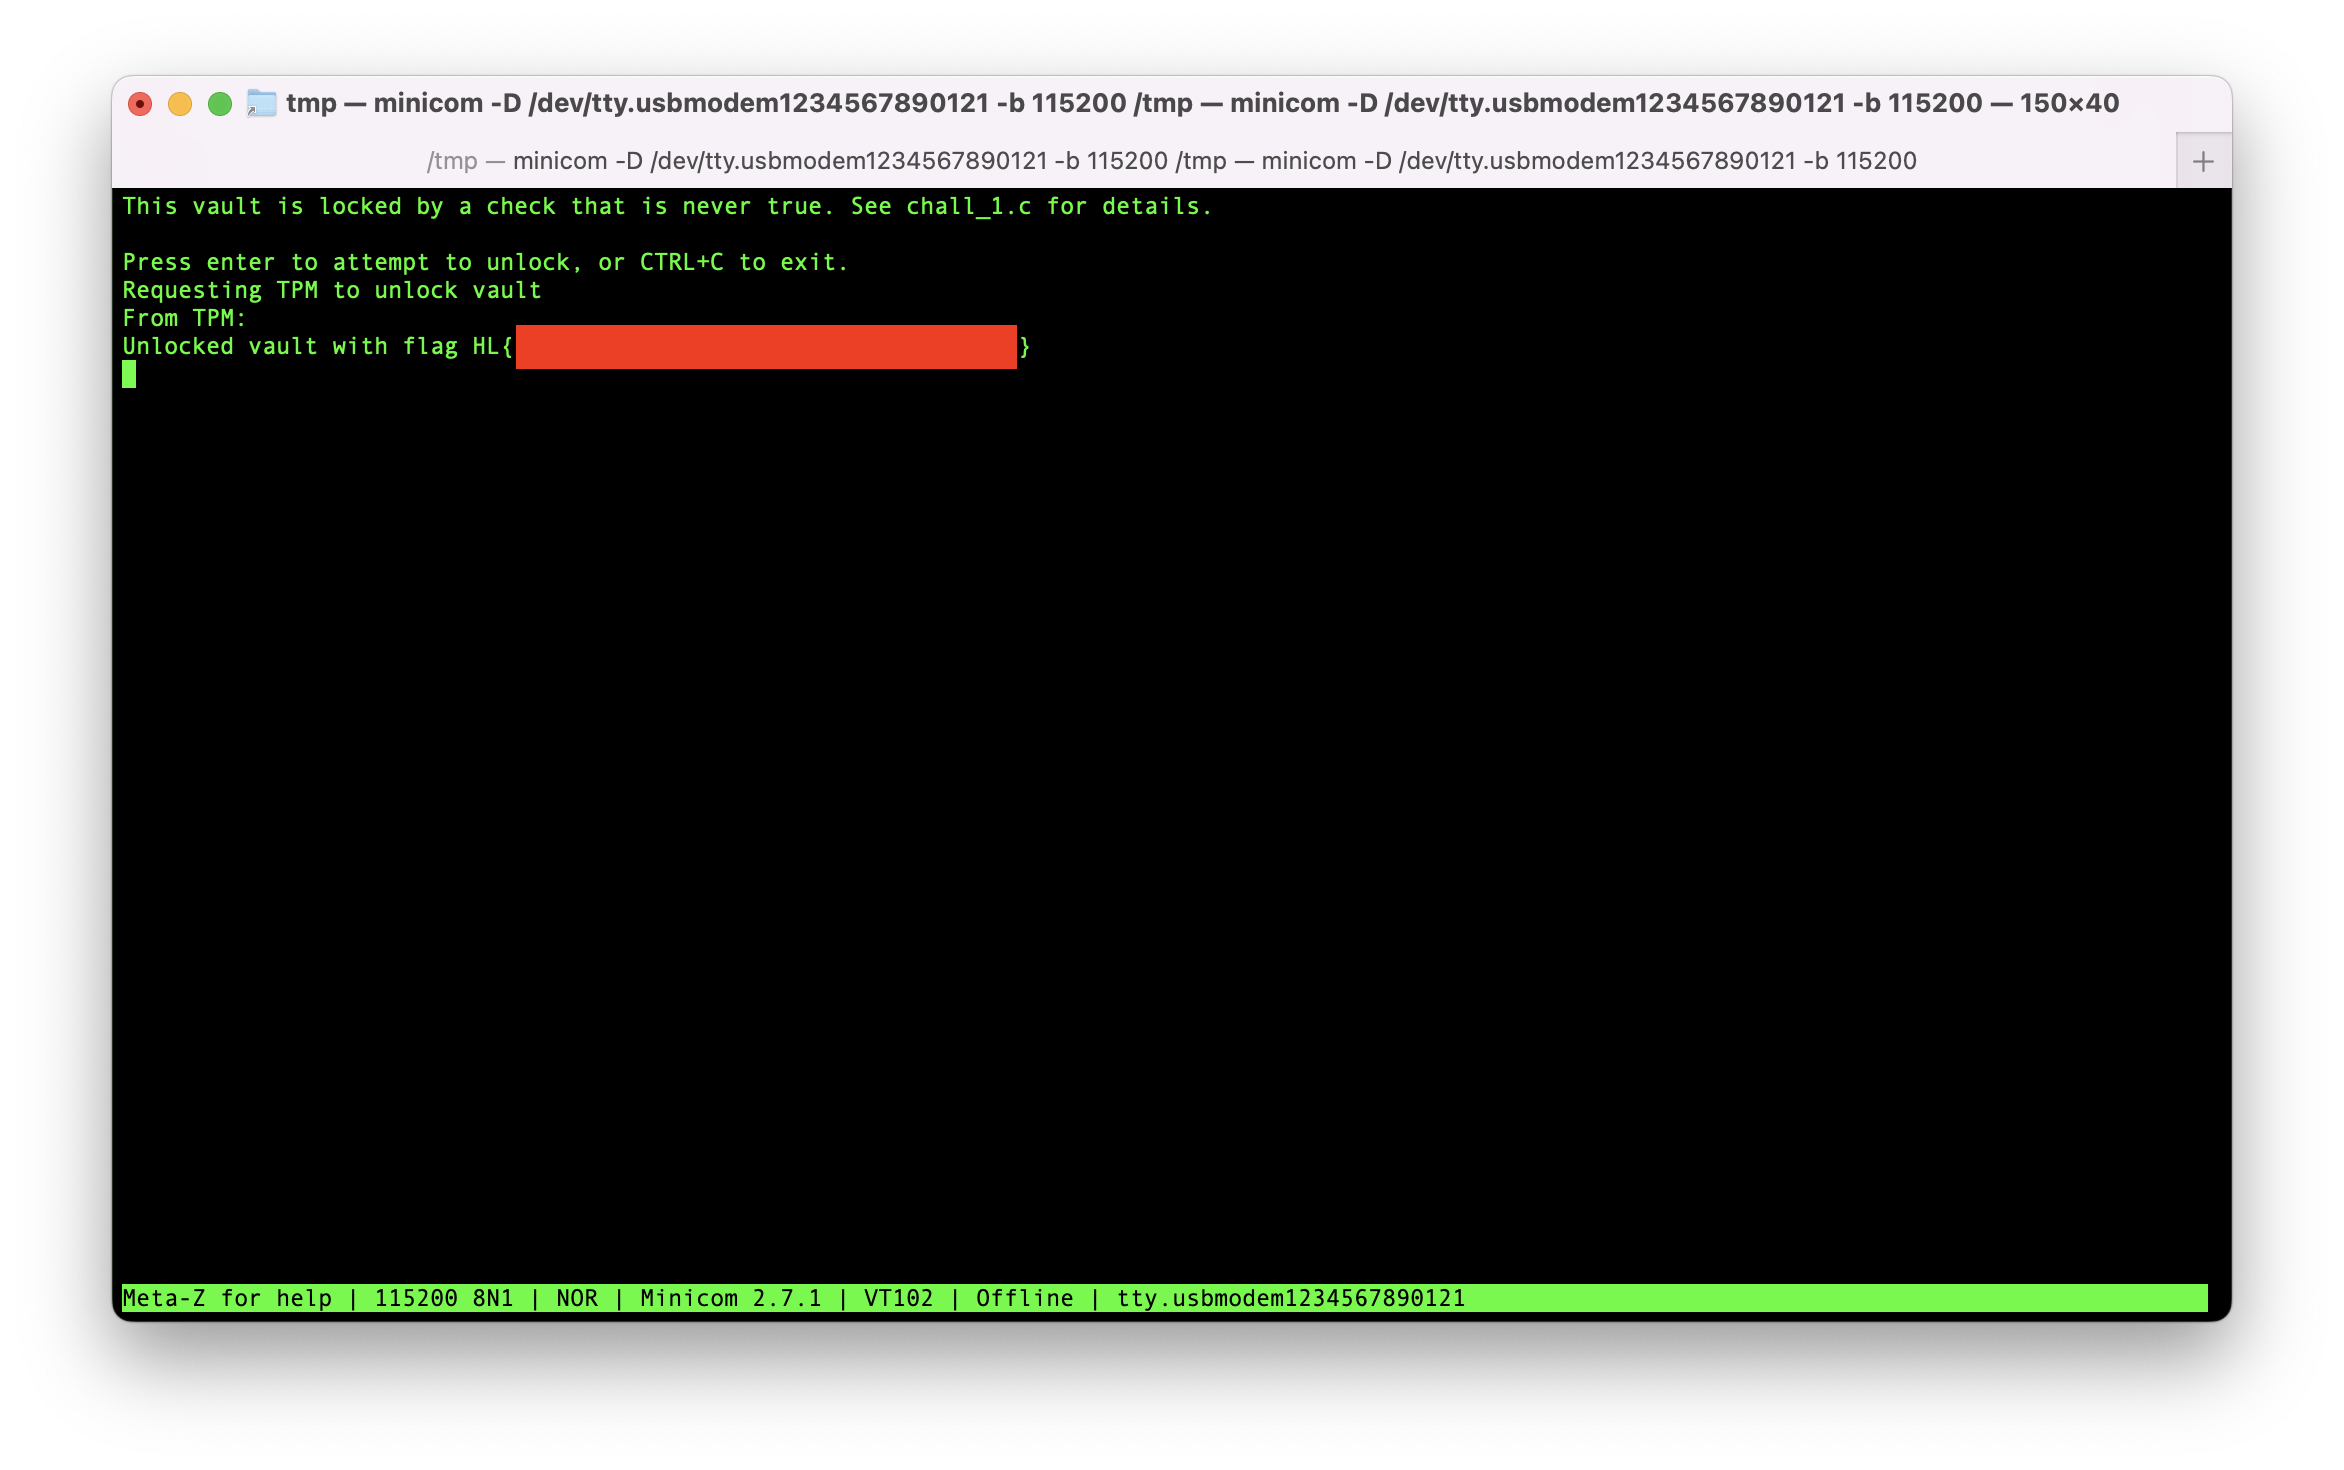 tmp — minicom -D /dev/tty.usbmodem1234567890121 -b 115200 /tmp — minicom -D /dev/tty.usbmodem1234567890121 -b 115200 — 150×40
/tmp — minicom -D /dev/tty.usbmodem1234567890121 -b 115200 /tmp — minicom -D /dev/tty.usbmodem1234567890121 -b 115200
This vault is locked by a check that is never true. See chall_1.c for details.
Press enter to attempt to unlock, or CTRL+C to exit.
Requesting TPM to unlock vault
From TPM:
Unlocked vault with flag HL{ }
Meta-Z for help | 115200 8N1 | NOR | Minicom 2.7.1 | VT102 | Offline | tty.usbmodem1234567890121